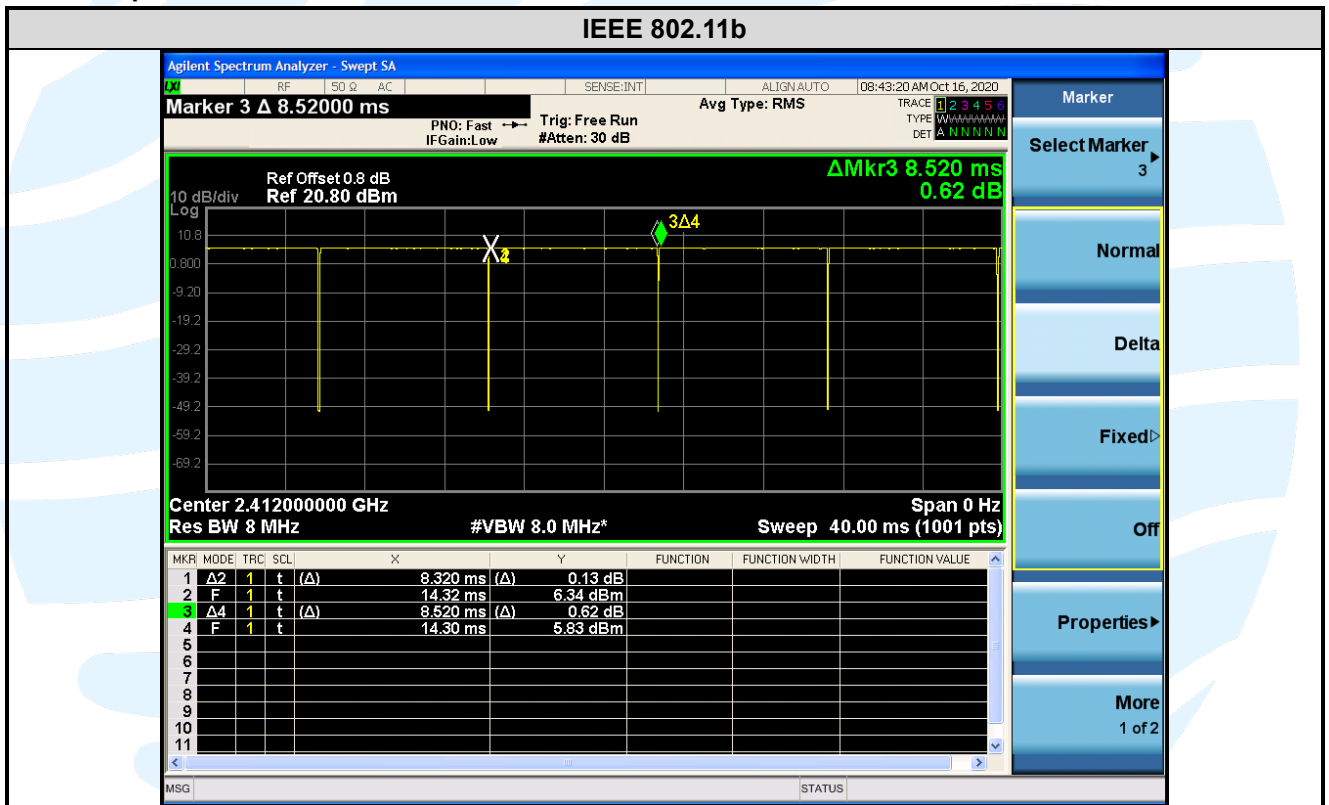 IEEE 802.11b
Agilent Spectrum Analyzer - Swept SA
LXI RF 50 Ω AC SENSE:INT ALIGN AUTO 08:43:20 AM Oct 16, 2020
Marker 3 Δ 8.52000 ms
PNO: Fast
IFGain:Low
Trig: Free Run
#Atten: 30 dB
Avg Type: RMS
TRACE 1 2 3 4 5 6
TYPE
DET A N N N N N
ΔMkr3 8.520 ms
0.62 dB
Ref Offset 0.8 dB
10 dB/div Ref 20.80 dBm
Log
10.8
0.800
-9.20
-19.2
-29.2
-39.2
-49.2
-59.2
-69.2
3Δ4
Center 2.412000000 GHz Span 0 Hz
Res BW 8 MHz #VBW 8.0 MHz* Sweep 40.00 ms (1001 pts)
MKR MODE TRC SCL X Y FUNCTION FUNCTION WIDTH FUNCTION VALUE
1 Δ2 1 t (Δ) 8.320 ms (Δ) 0.13 dB
2 F 1 t 14.32 ms 6.34 dBm
3 Δ4 1 t (Δ) 8.520 ms (Δ) 0.62 dB
4 F 1 t 14.30 ms 5.83 dBm
5
6
7
8
9
10
11
MSG STATUS
Marker
Select Marker
3
Normal
Delta
Fixed
Off
Properties
More
1 of 2